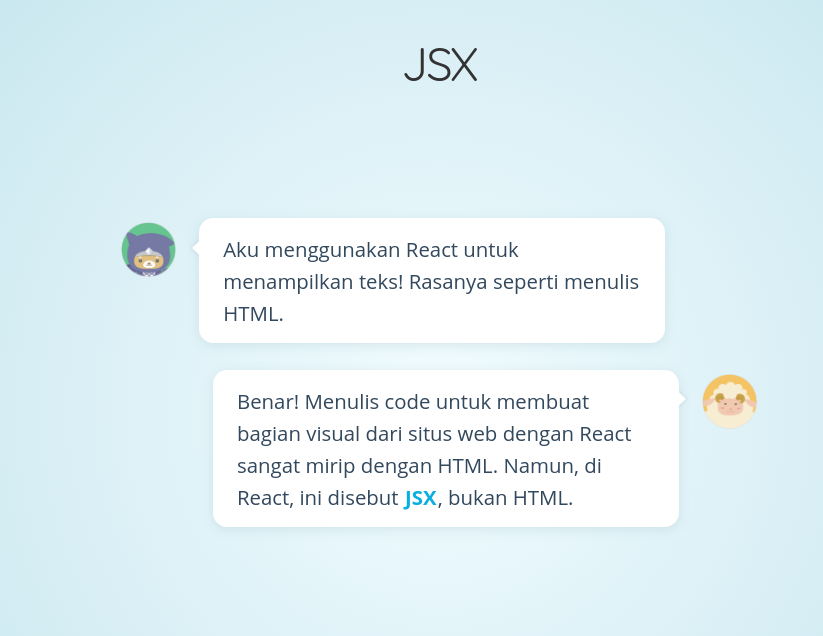 JSX
Aku menggunakan React untuk
menampilkan teks! Rasanya seperti menulis
HTML.
Benar! Menulis code untuk membuat
bagian visual dari situs web dengan React
sangat mirip dengan HTML. Namun, di
React, ini disebut JSX, bukan HTML.